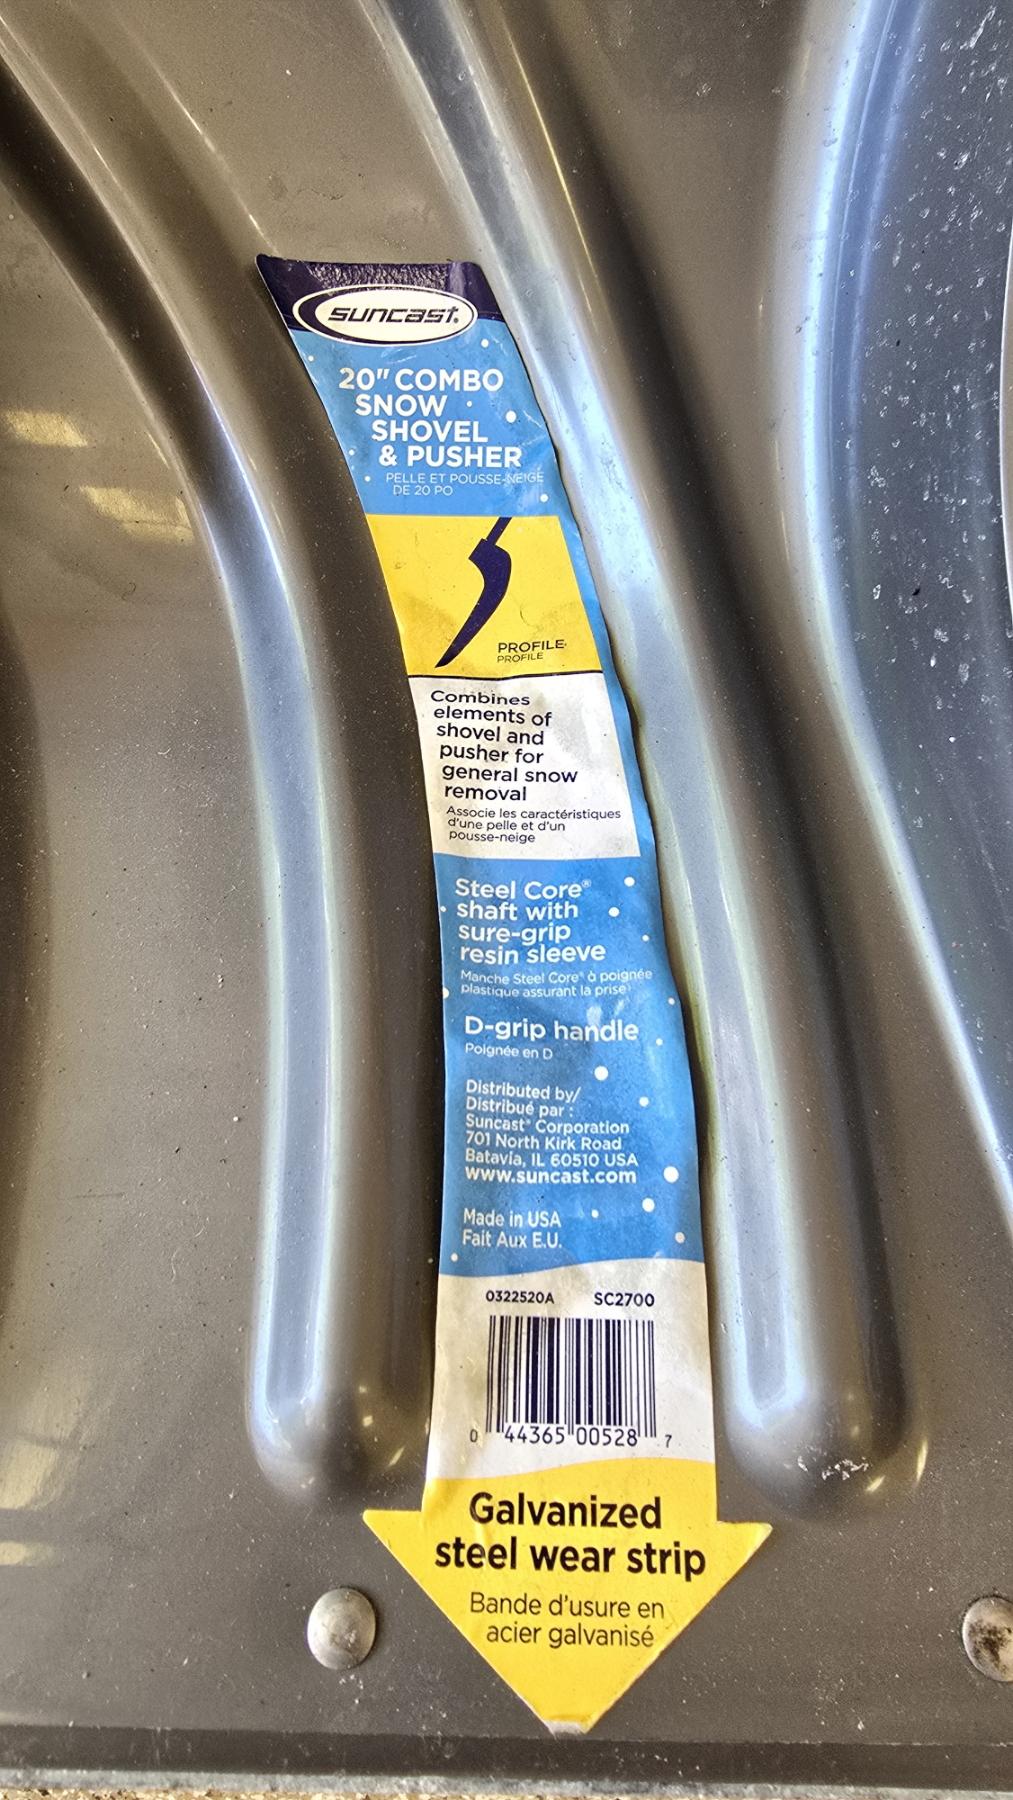 suncast®
20" COMBO
SNOW
SHOVEL
& PUSHER
PELLE ET POUSSE-NEIGE
DE 20 PO
PROFILE
PROFILE
Combines
elements of
shovel and
pusher for
general snow
removal
Associe les caractéristiques
d'une pelle et d'un
pousse-neige
Steel Core®
shaft with
sure-grip
resin sleeve
Manche Steel Core® à poignée
plastique assurant la prise
D-grip handle
Poignée en D
Distributed by/
Distribué par :
Suncast® Corporation
701 North Kirk Road
Batavia, IL 60510 USA
www.suncast.com
Made in USA
Fait Aux E.U.
0322520A SC2700
0 44365 00528 7
Galvanized
steel wear strip
Bande d'usure en
acier galvanisé